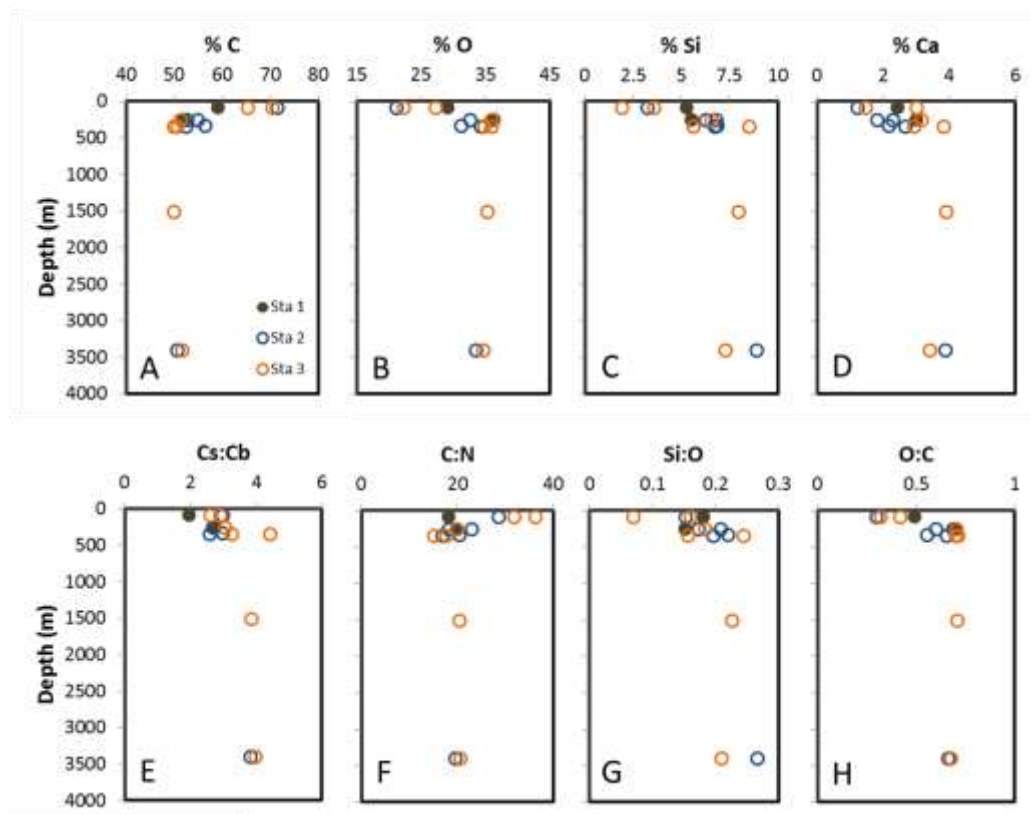 % C % O % Si % Ca
40 50 60 70 80 15 25 35 45 0 2.5 5 7.5 10 0 2 4 6
0
500
1000
1500
2000
2500
3000
3500
4000
Depth (m)
Sta 1
Sta 2
Sta 3
A B C D
Cs:Cb C:N Si:O O:C
0 2 4 6 0 20 40 0 0.1 0.2 0.3 0 0.5 1
0
500
1000
1500
2000
2500
3000
3500
4000
Depth (m)
E F G H